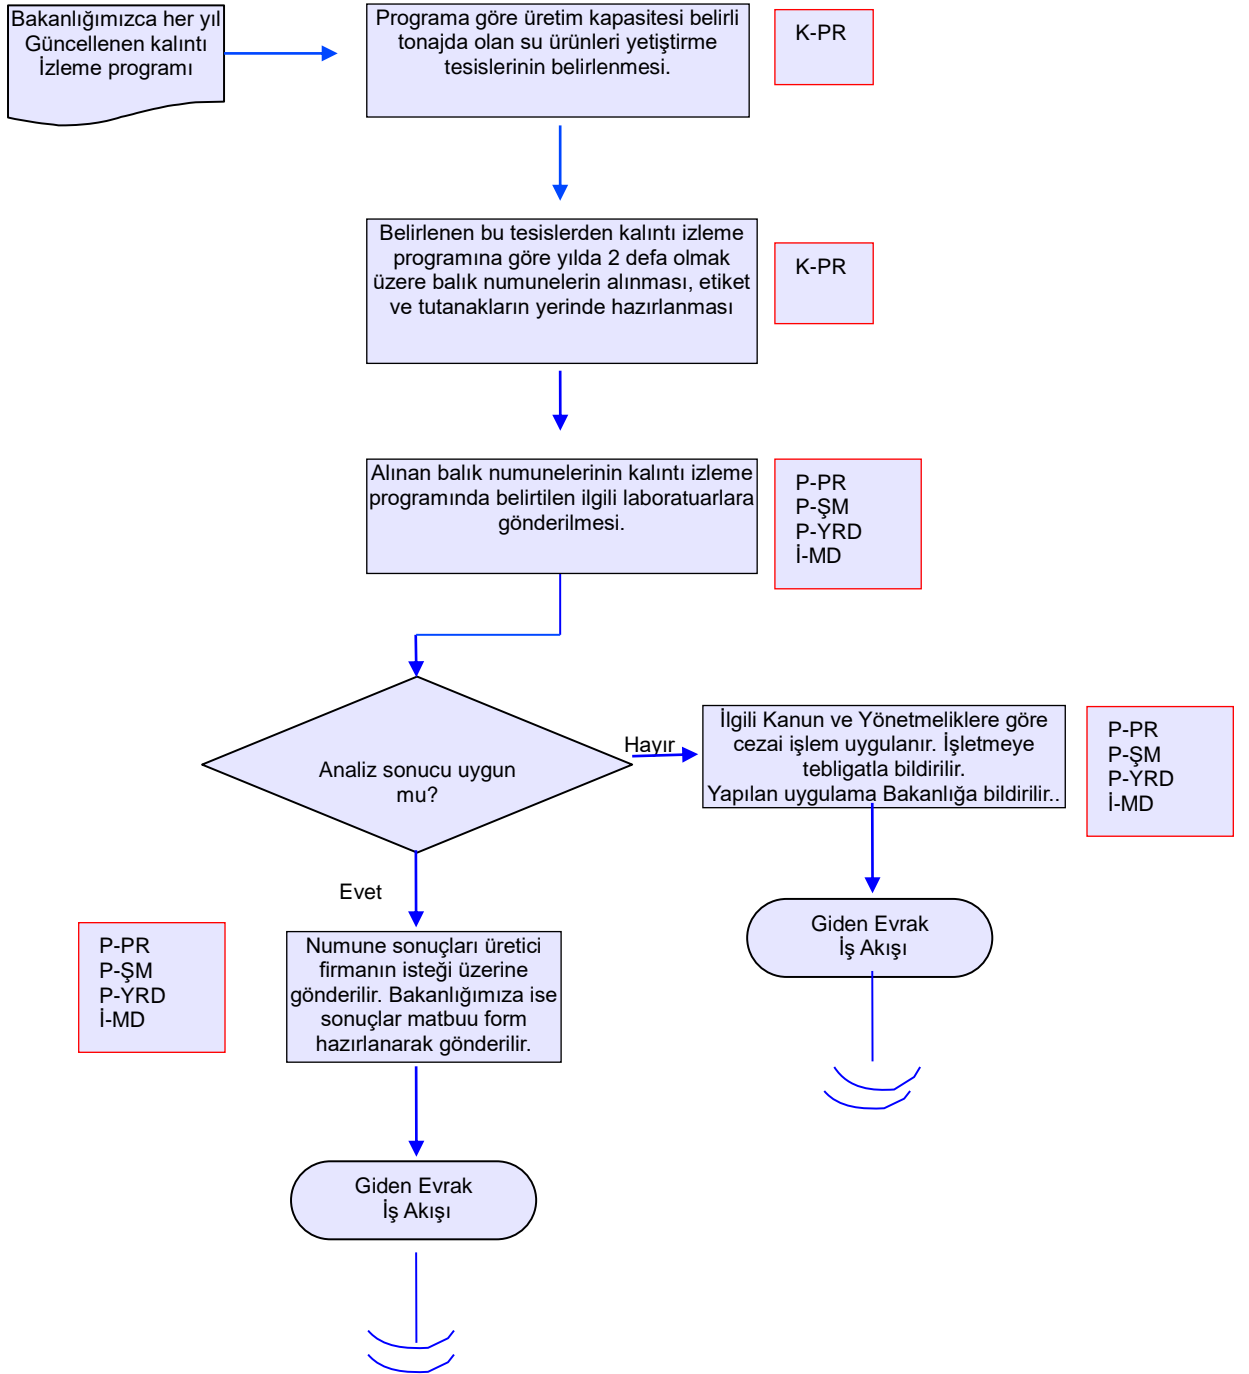 Bakanlığımızca her yıl
Güncellenen kalıntı
İzleme programı
Programa göre üretim kapasitesi belirli
tonajda olan su ürünleri yetiştirme
tesislerinin belirlenmesi.
K-PR
Belirlenen bu tesislerden kalıntı izleme
programına göre yılda 2 defa olmak
üzere balık numunelerin alınması, etiket
ve tutanakların yerinde hazırlanması
K-PR
Alınan balık numunelerinin kalıntı izleme
programında belirtilen ilgili laboratuarlara
gönderilmesi.
P-PR
P-ŞM
P-YRD
İ-MD
Analiz sonucu uygun
mu?
Hayır
İlgili Kanun ve Yönetmeliklere göre
cezai işlem uygulanır. İşletmeye
tebligatla bildirilir.
Yapılan uygulama Bakanlığa bildirilir..
P-PR
P-ŞM
P-YRD
İ-MD
Giden Evrak
İş Akışı
Evet
P-PR
P-ŞM
P-YRD
İ-MD
Numune sonuçları üretici
firmanın isteği üzerine
gönderilir. Bakanlığımıza ise
sonuçlar matbuu form
hazırlanarak gönderilir.
Giden Evrak
İş Akışı